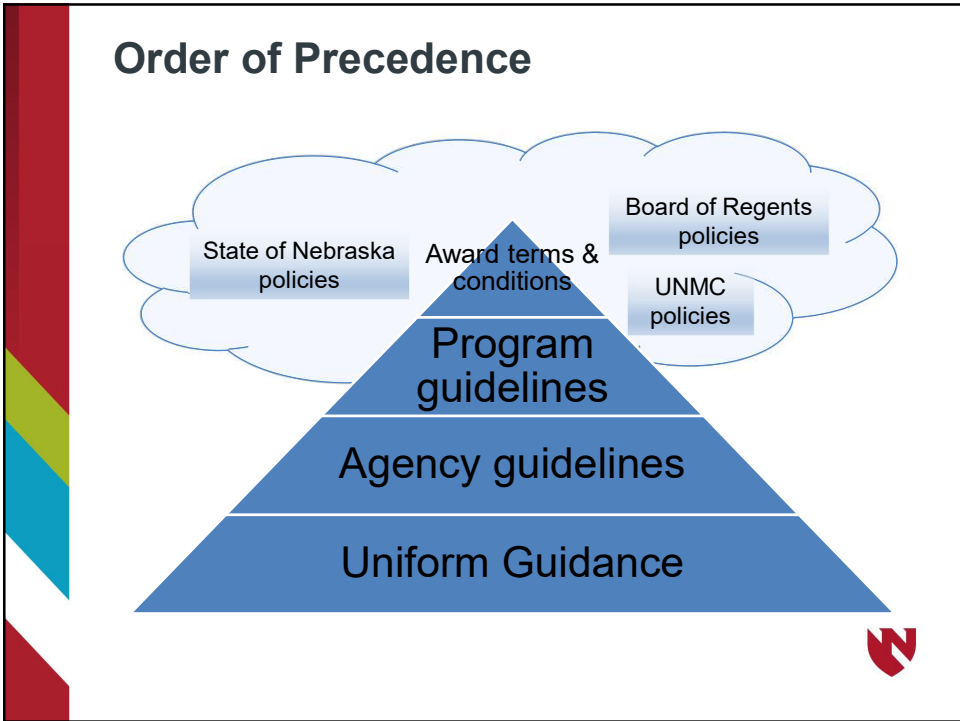 Order of Precedence
State of Nebraska
policies
Award terms &
conditions
Board of Regents
policies
UNMC
policies
Program
guidelines
Agency guidelines
Uniform Guidance